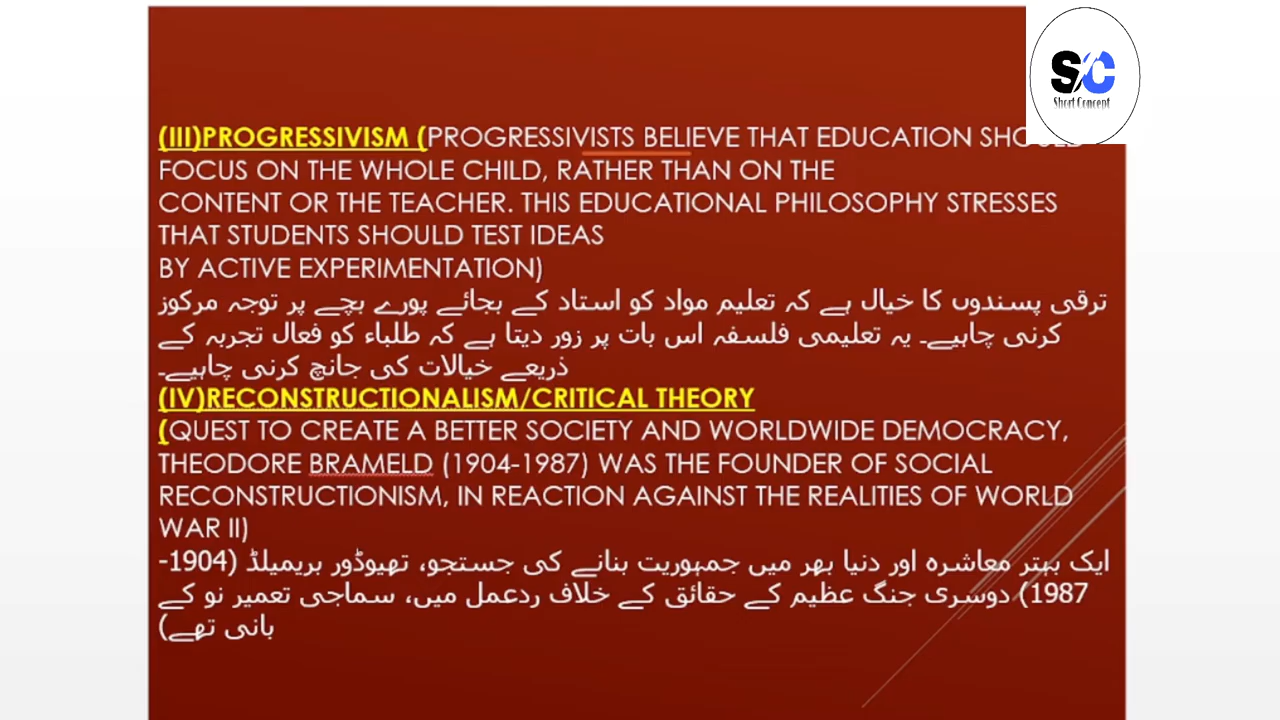 S/C
Short Concept
(III)PROGRESSIVISM (PROGRESSIVISTS BELIEVE THAT EDUCATION SHOULD
FOCUS ON THE WHOLE CHILD, RATHER THAN ON THE
CONTENT OR THE TEACHER. THIS EDUCATIONAL PHILOSOPHY STRESSES
THAT STUDENTS SHOULD TEST IDEAS
BY ACTIVE EXPERIMENTATION)
ترقی پسندوں کا خیال ہے کہ تعلیم مواد کو استاد کے بجائے پورے بچے پر توجہ مرکوز
کرنی چاہیے۔ یہ تعلیمی فلسفہ اس بات پر زور دیتا ہے کہ طلباء کو فعال تجربہ کے
ذریعے خیالات کی جانچ کرنی چاہیے۔
(IV)RECONSTRUCTIONALISM/CRITICAL THEORY
(QUEST TO CREATE A BETTER SOCIETY AND WORLDWIDE DEMOCRACY,
THEODORE BRAMELD (1904-1987) WAS THE FOUNDER OF SOCIAL
RECONSTRUCTIONISM, IN REACTION AGAINST THE REALITIES OF WORLD
WAR II)
ایک بہتر معاشرہ اور دنیا بھر میں جمہوریت بنانے کی جستجو، تھیوڈور بریمیلڈ (1904-
1987) دوسری جنگ عظیم کے حقائق کے خلاف ردعمل میں، سماجی تعمیر نو کے
بانی تھے)